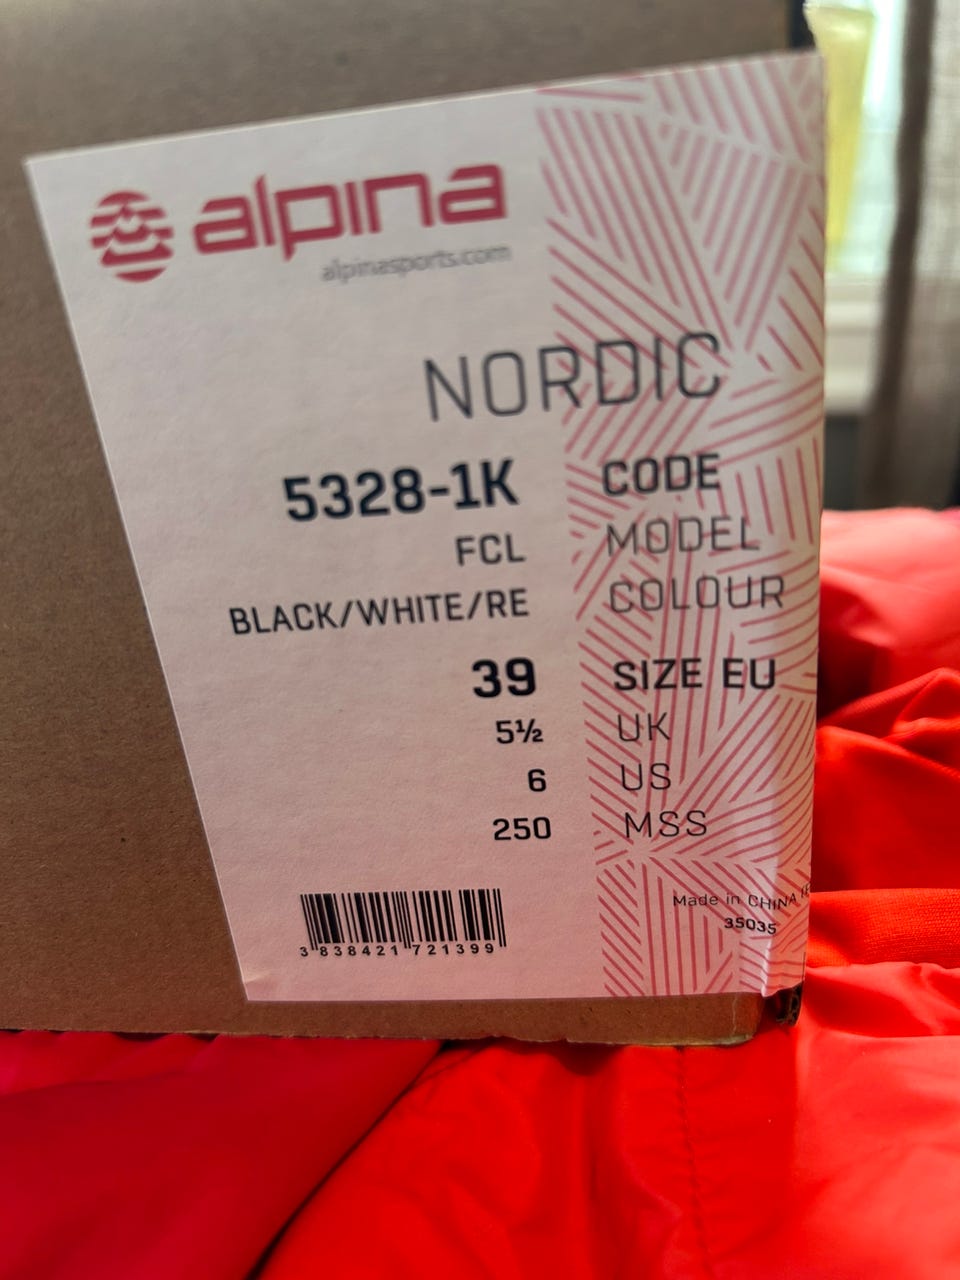 alpina
alpinasports.com
NORDIC
5328-1K CODE
FCL MODEL
BLACK/WHITE/RE COLOUR
39 SIZE EU
5½ UK
6 US
250 MSS
Made in CHINA
35035
3 838421 721399